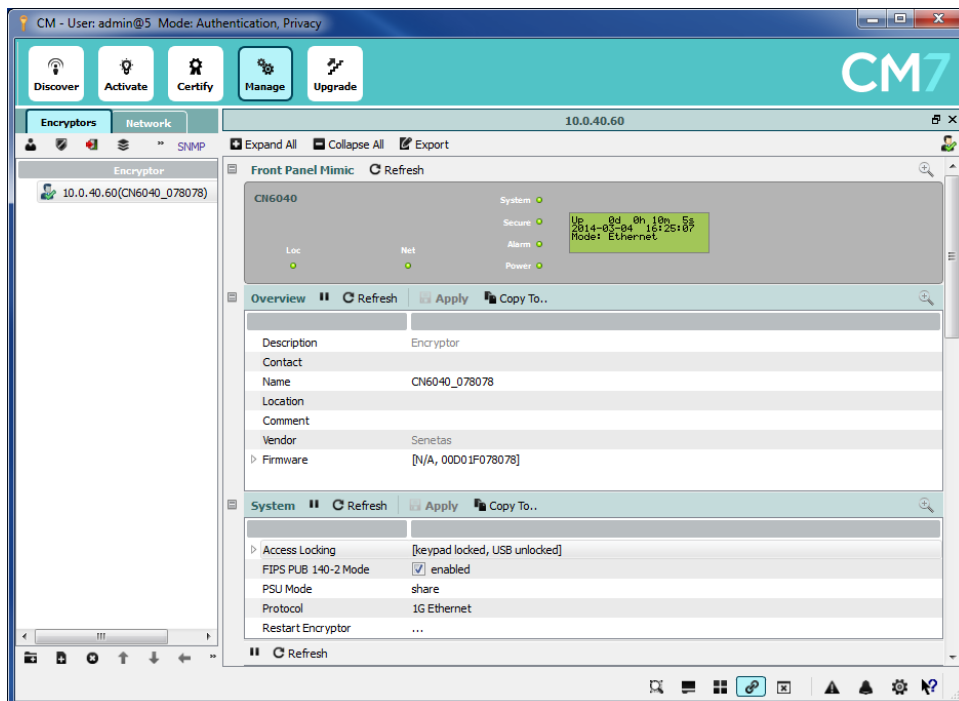 CM - User: admin@5 Mode: Authentication, Privacy
Discover
Activate
Certify
Manage
Upgrade
CM7
Encryptors
Network
10.0.40.60
» SNMP
Expand All
Collapse All
Export
Encryptor
10.0.40.60(CN6040_078078)
Front Panel Mimic
Refresh
CN6040
System
Secure
Alarm
Power
Loc
Net
Up 0d 0h 10m 5s
2014-03-04 16:25:07
Mode: Ethernet
Overview
Refresh
Apply
Copy To..
Description Encryptor
Contact
Name CN6040_078078
Location
Comment
Vendor Senetas
Firmware [N/A, 00D01F078078]
System
Refresh
Apply
Copy To..
Access Locking [keypad locked, USB unlocked]
FIPS PUB 140-2 Mode enabled
PSU Mode share
Protocol 1G Ethernet
Restart Encryptor ...
Refresh
»